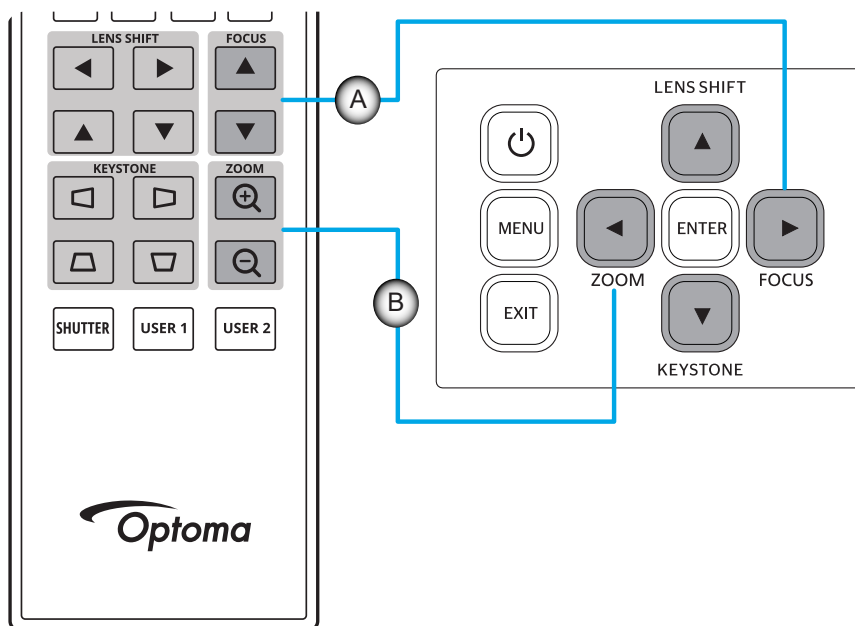 LENS SHIFT FOCUS
KEYSTONE ZOOM
SHUTTER USER 1 USER 2
Optoma
A
B
LENS SHIFT
MENU ENTER
ZOOM FOCUS
EXIT
KEYSTONE